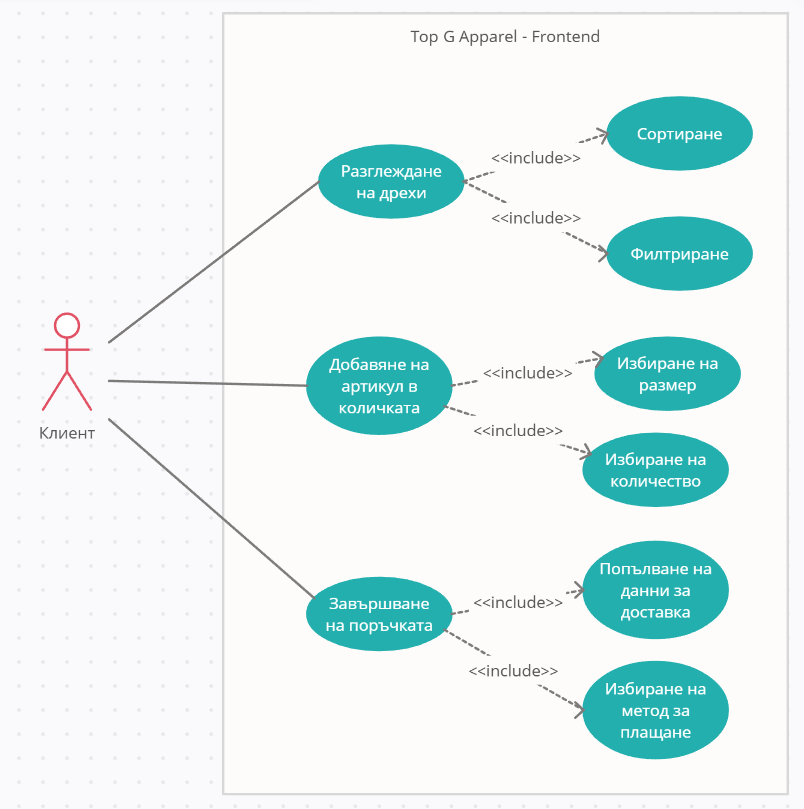 Top G Apparel - Frontend
Сортиране
<<include>>
Разглеждане
на дрехи
<<include>>
Филтриране
Клиент
Добавяне на
артикул в
количката
<<include>>
Избиране на
размер
<<include>>
Избиране на
количество
Завършване
на поръчката
<<include>>
Попълване на
данни за
доставка
<<include>>
Избиране на
метод за
плащане